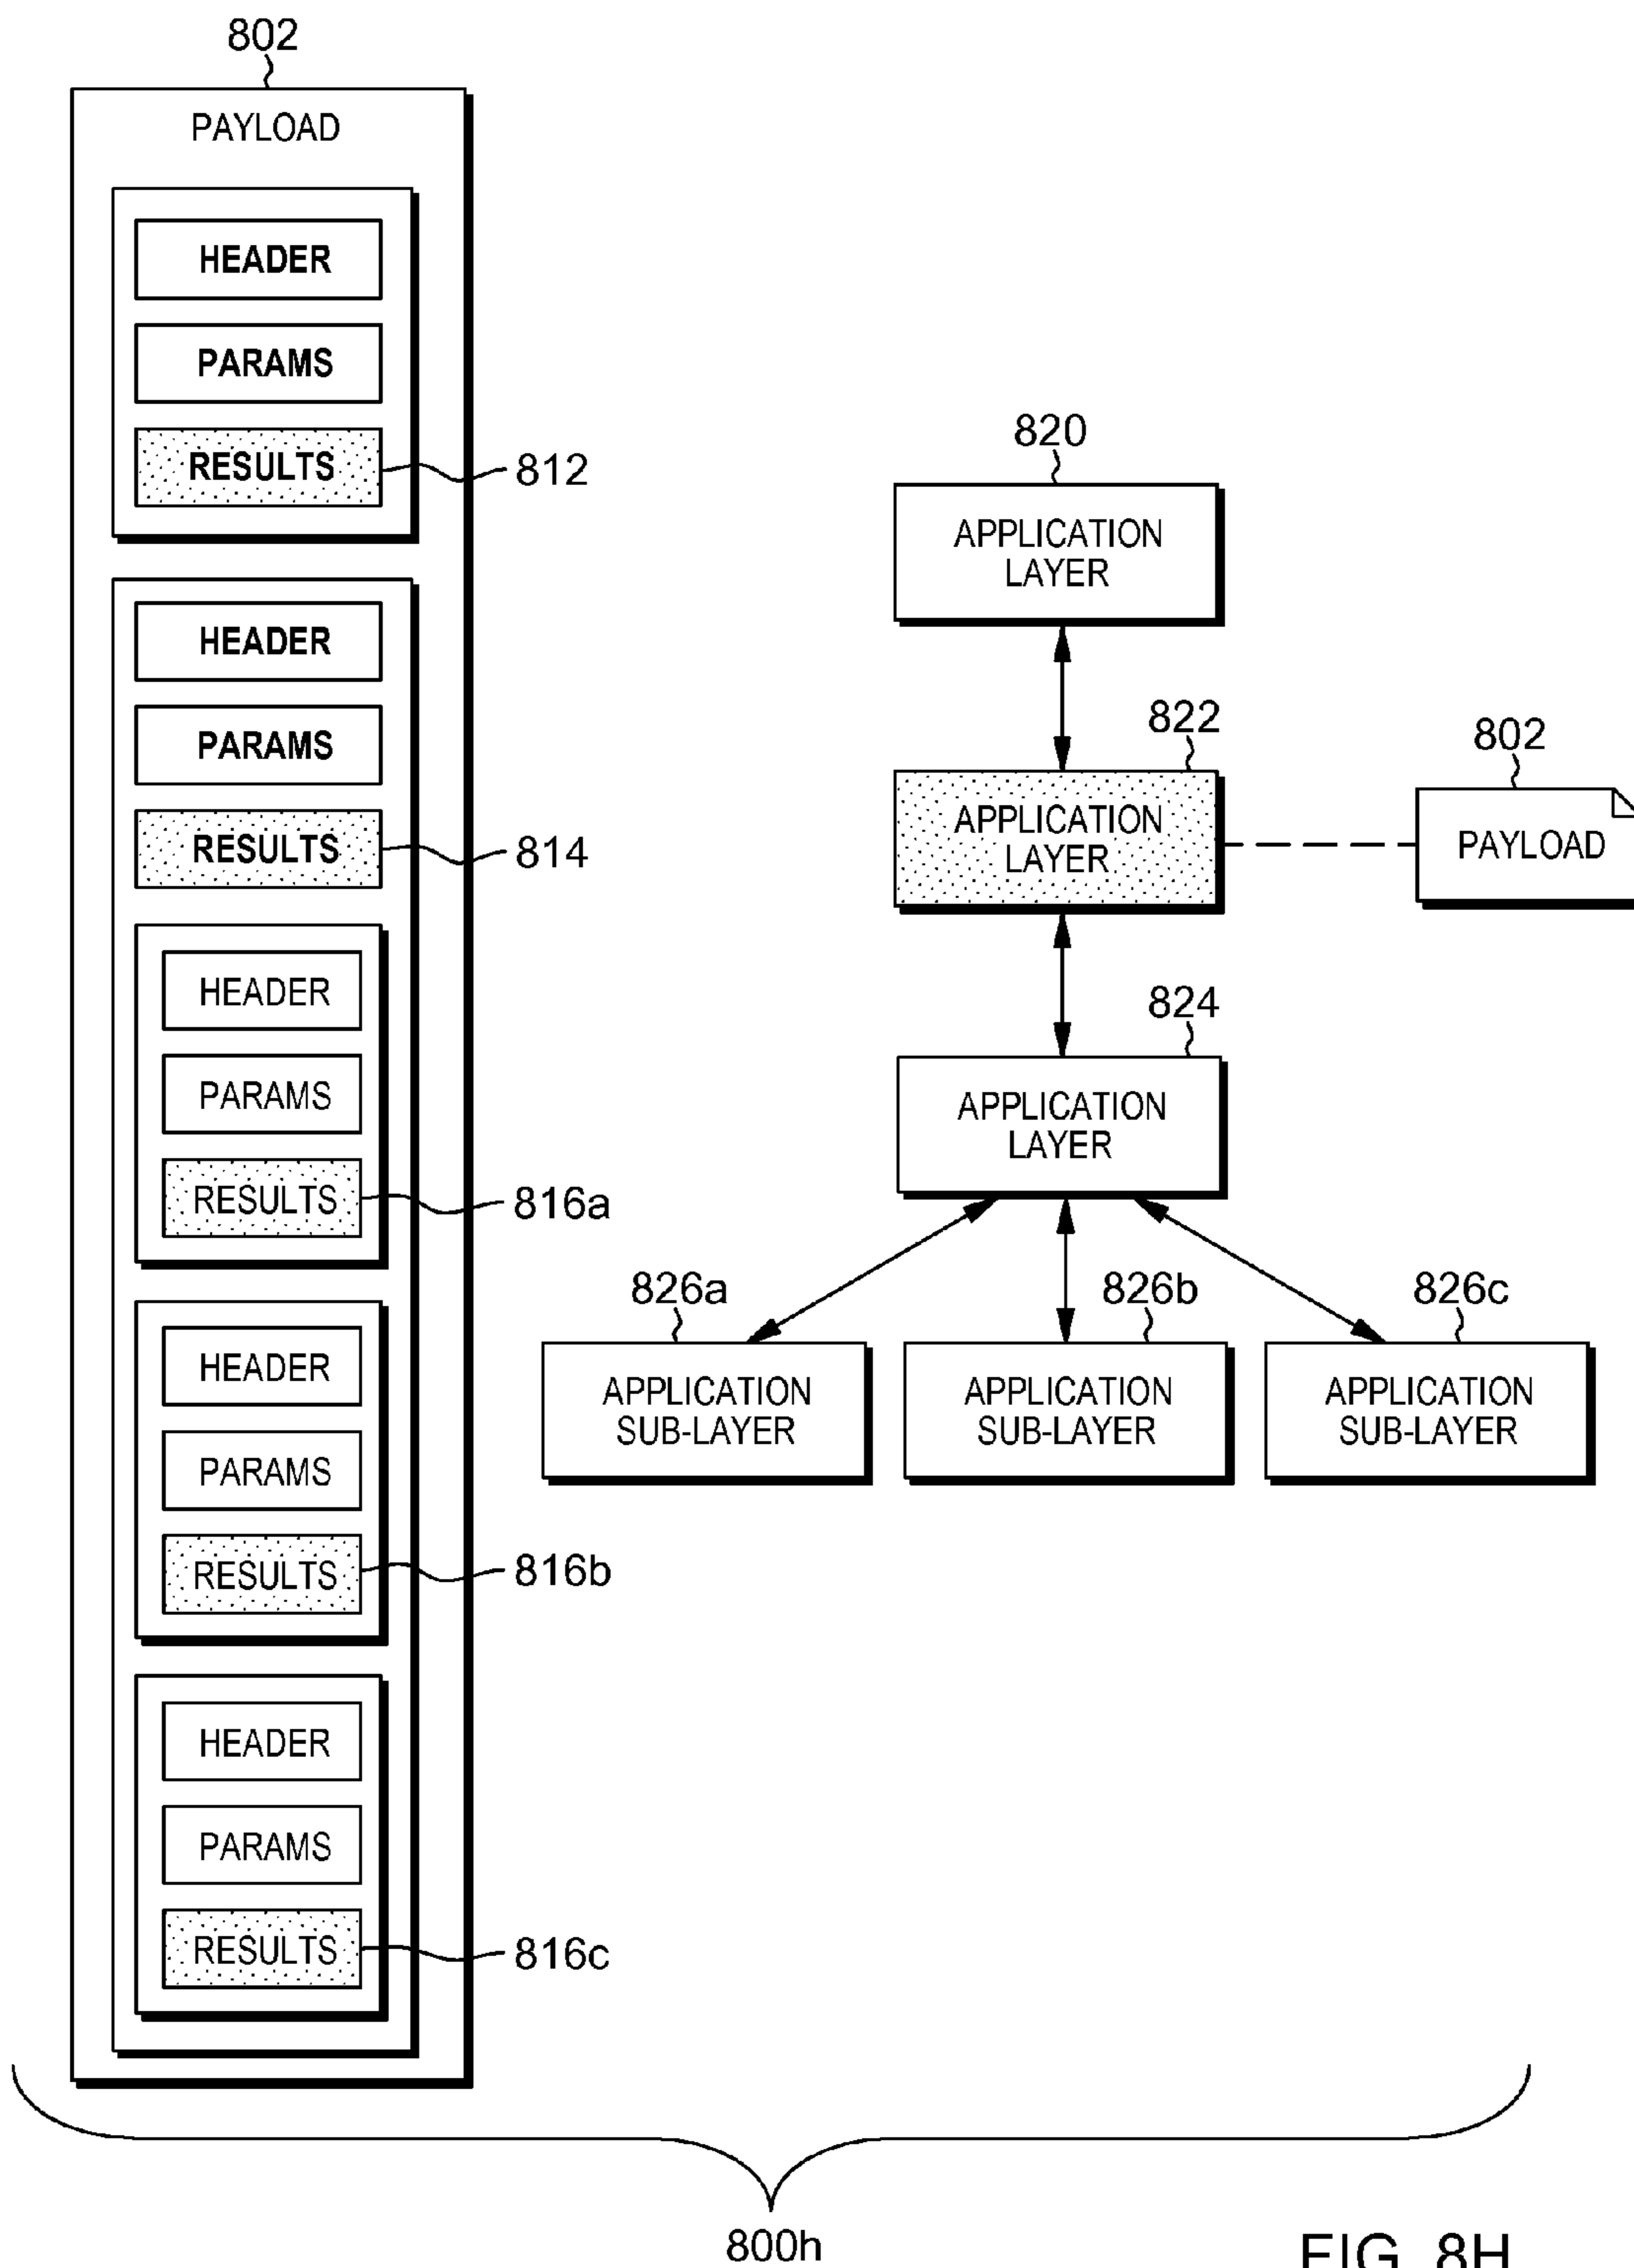 802
PAYLOAD
HEADER
PARAMS
RESULTS
812
HEADER
PARAMS
RESULTS
814
HEADER
PARAMS
RESULTS
816a
HEADER
PARAMS
RESULTS
816b
HEADER
PARAMS
RESULTS
816c
820
APPLICATION
LAYER
822
APPLICATION
LAYER
802
PAYLOAD
824
APPLICATION
LAYER
826a
APPLICATION
SUB-LAYER
826b
APPLICATION
SUB-LAYER
826c
APPLICATION
SUB-LAYER
800h
FIG. 8H